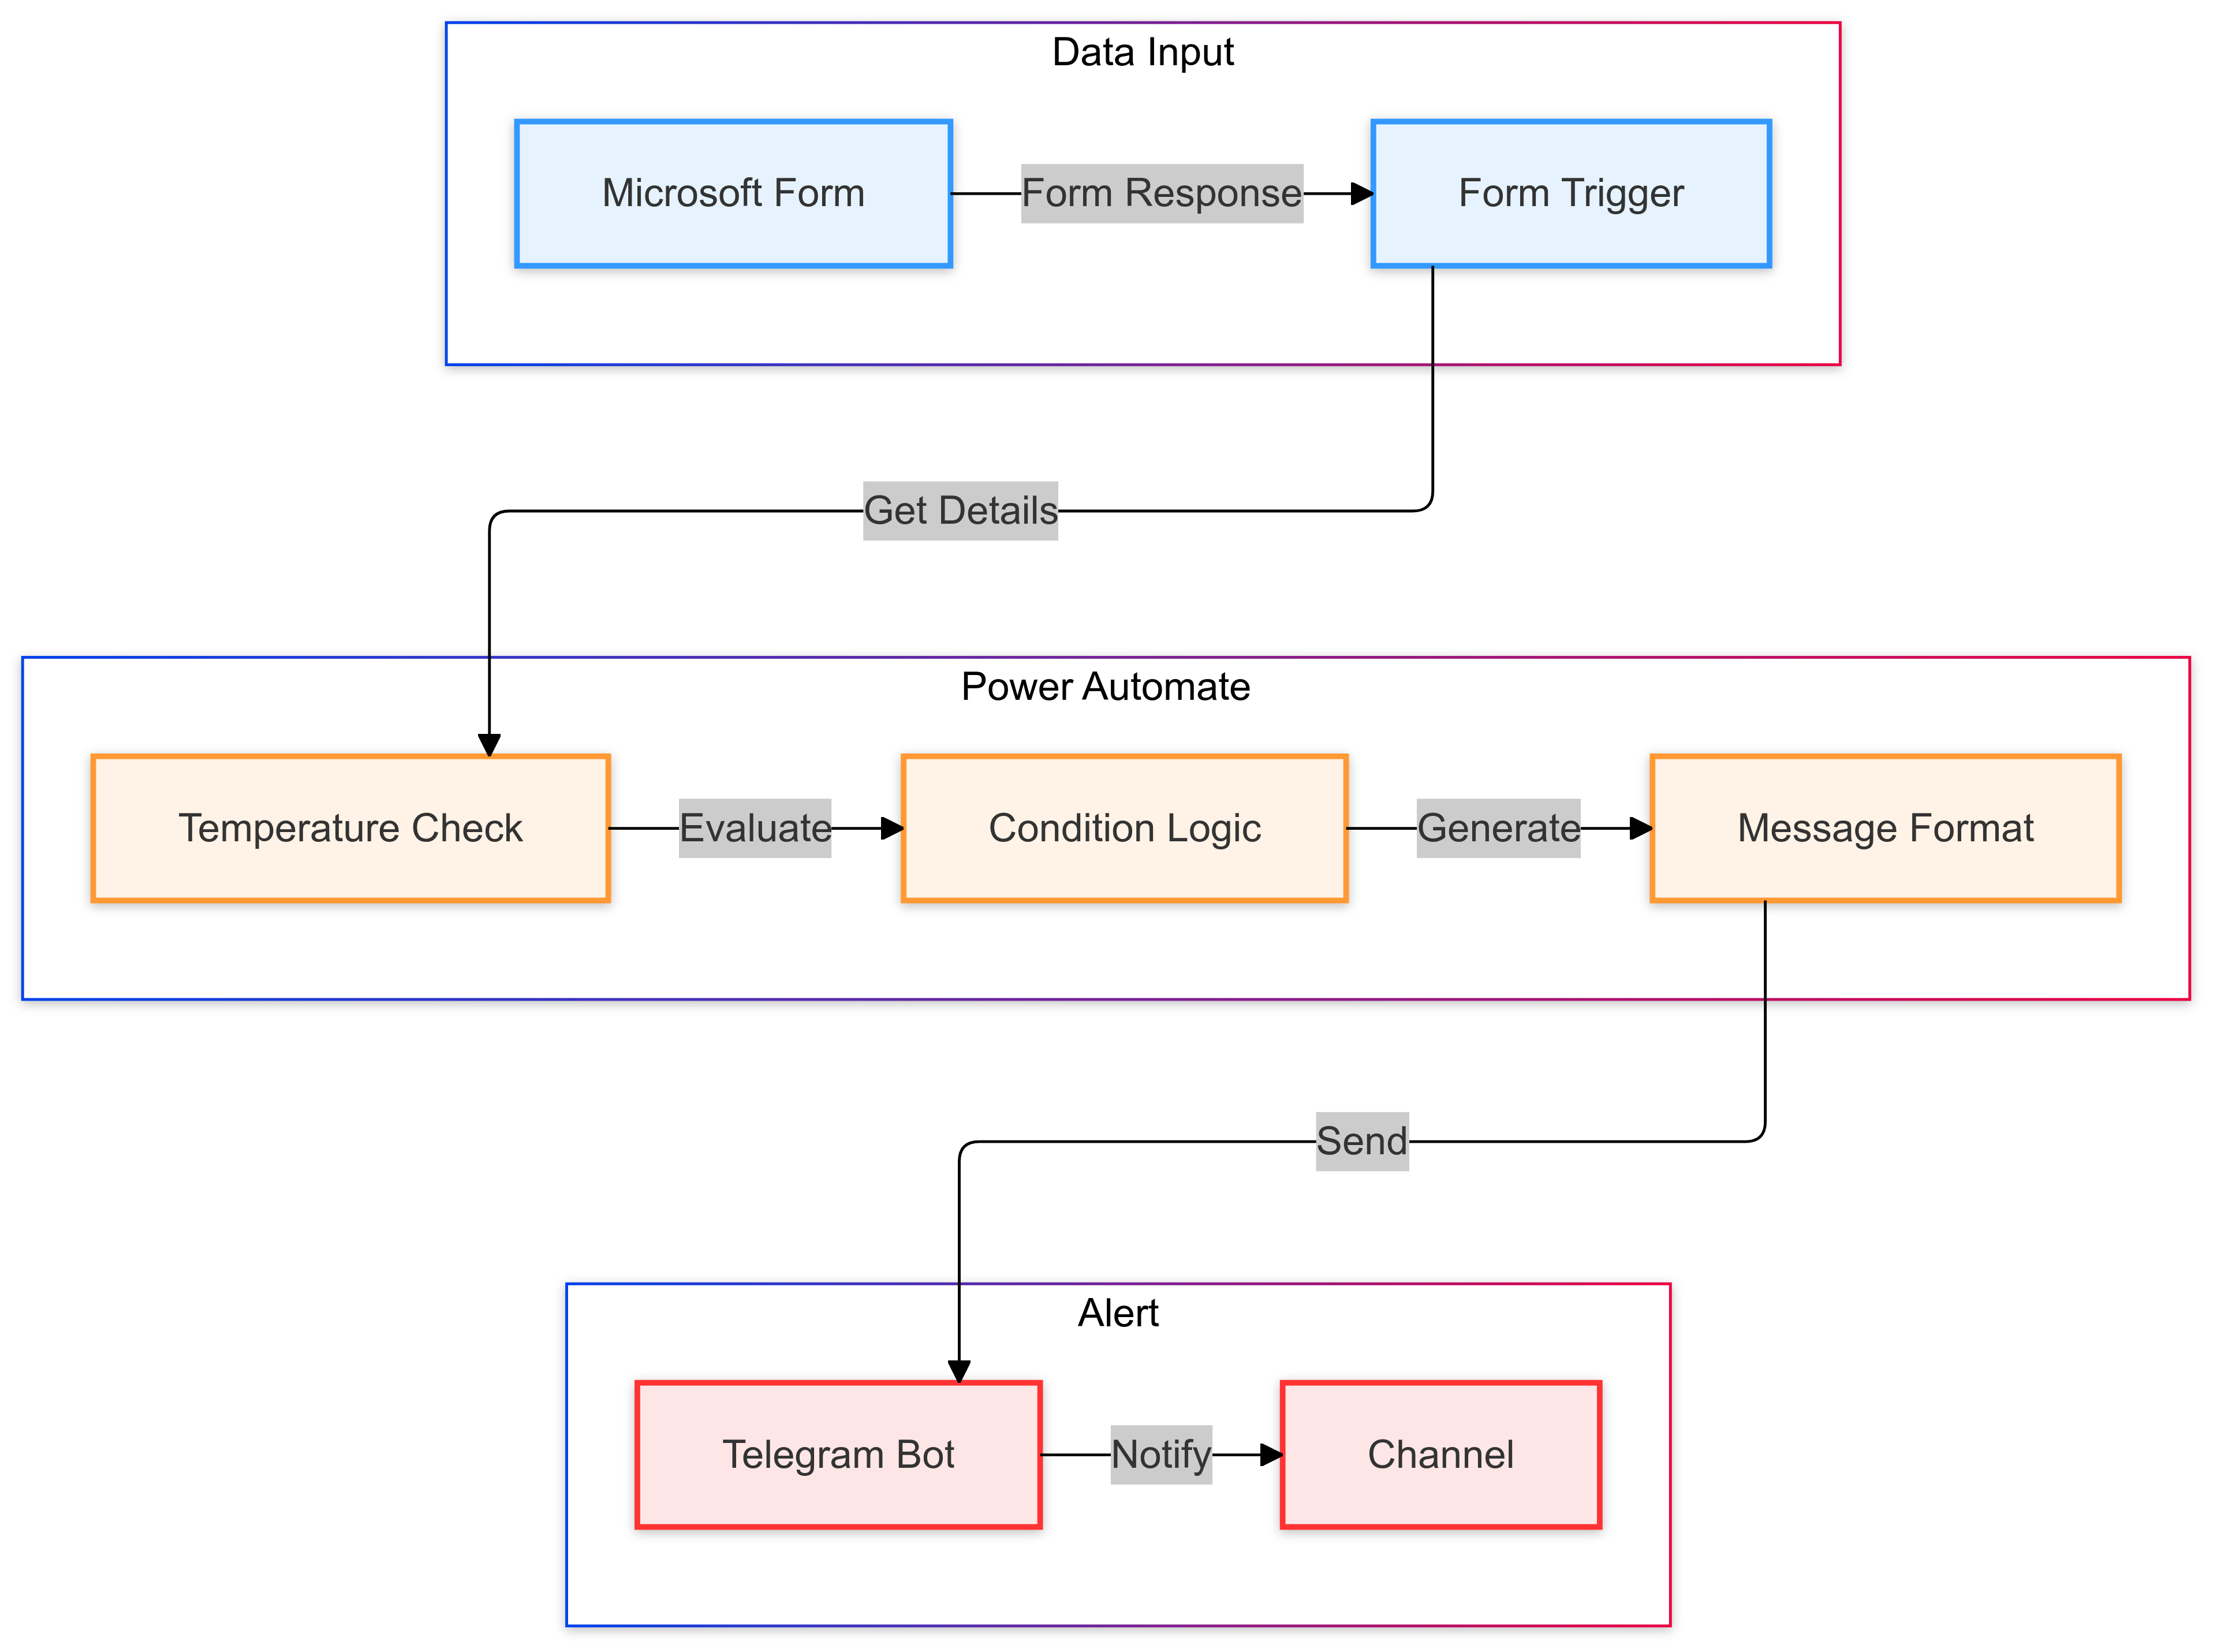 Data Input
Microsoft Form
Form Response
Form Trigger
Get Details
Power Automate
Temperature Check
Evaluate
Condition Logic
Generate
Message Format
Send
Alert
Telegram Bot
Notify
Channel